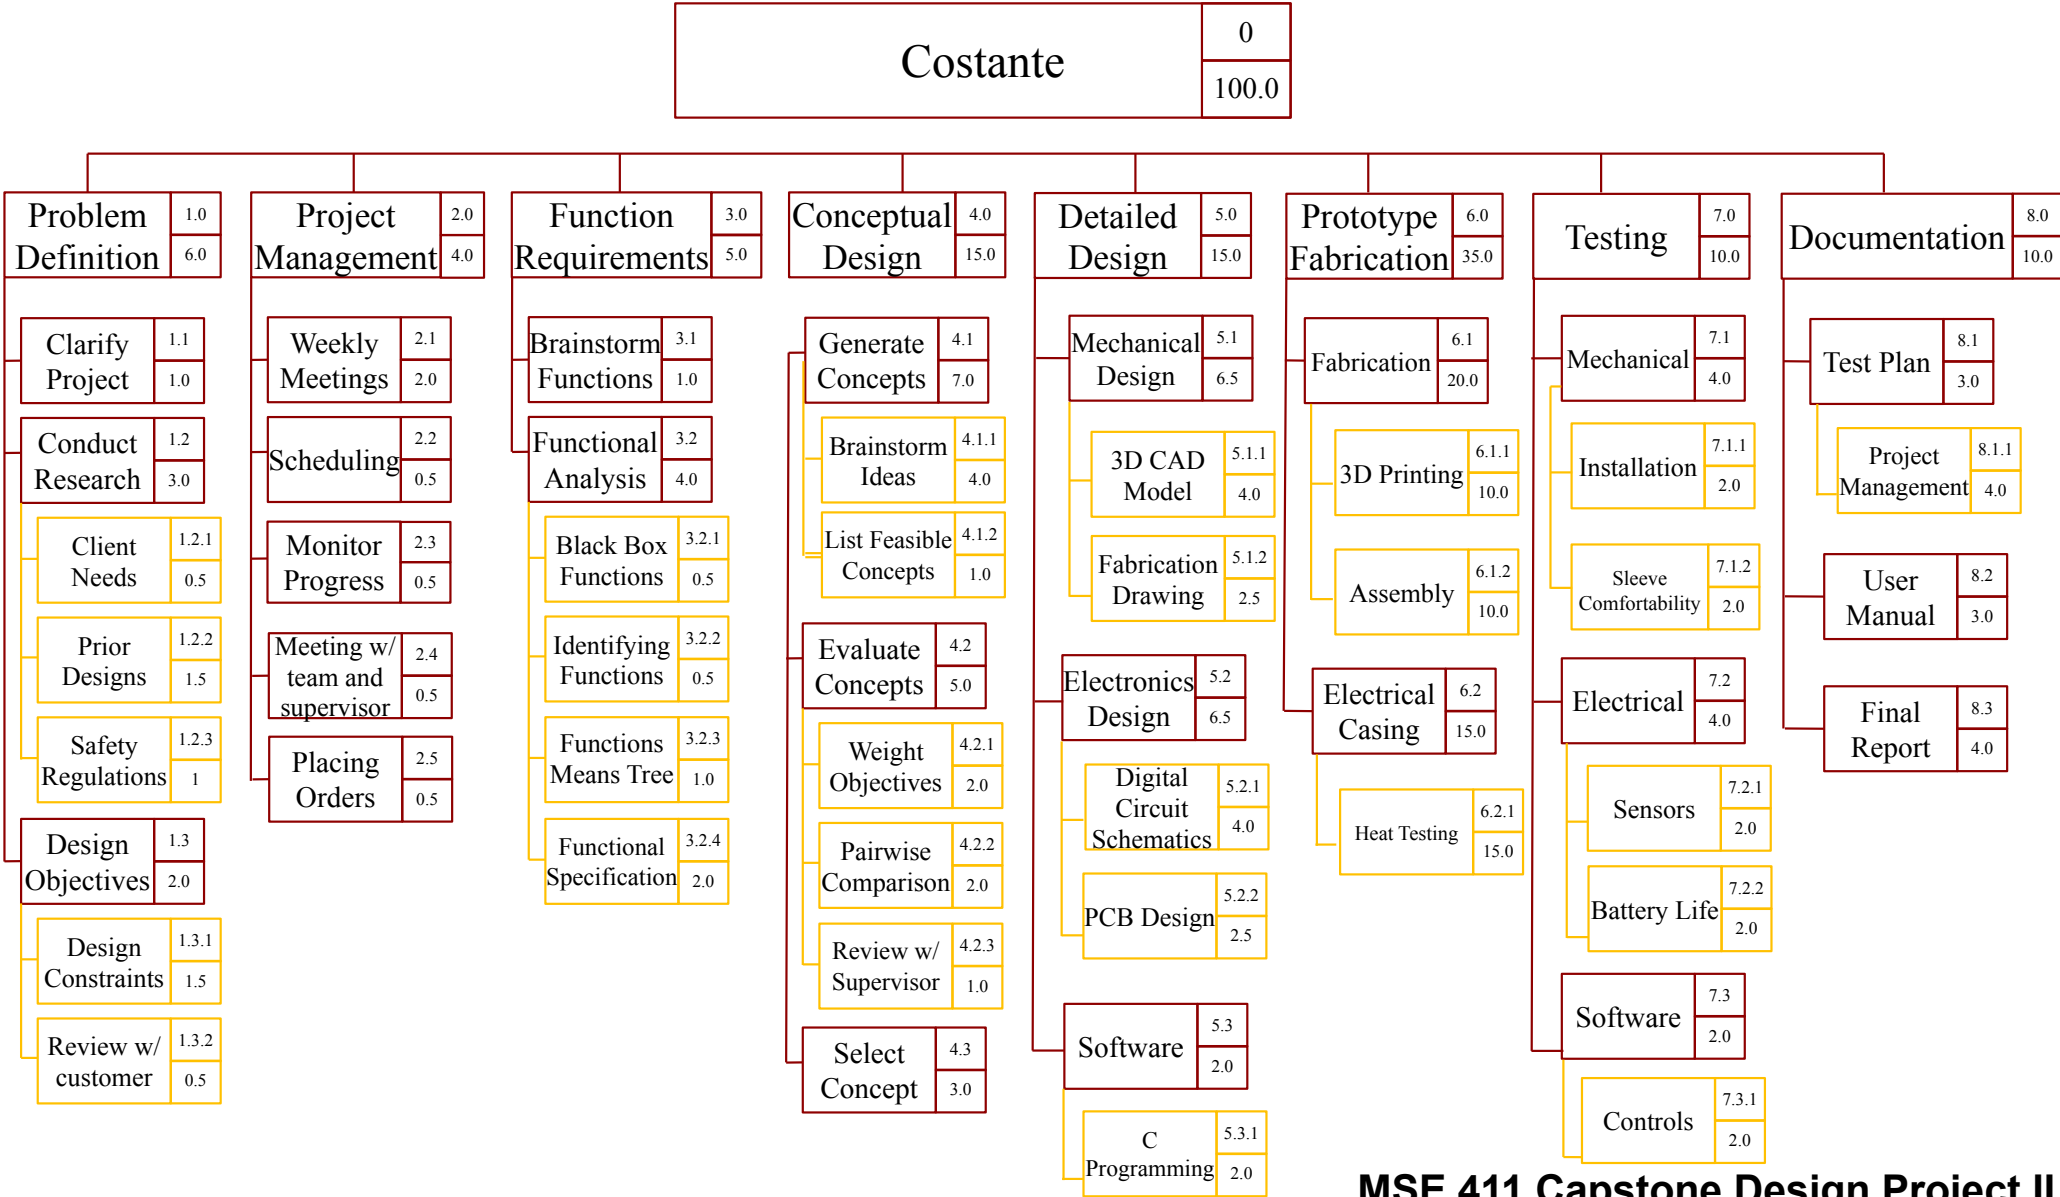 Costante
0
100.0
Problem
Definition
1.0
6.0
Clarify
Project
1.1
1.0
Conduct
Research
1.2
3.0
Client
Needs
1.2.1
0.5
Prior
Designs
1.2.2
1.5
Safety
Regulations
1.2.3
1
Design
Objectives
1.3
2.0
Design
Constraints
1.3.1
1.5
Review w/
customer
1.3.2
0.5
Project
Management
2.0
4.0
Weekly
Meetings
2.1
2.0
Scheduling
2.2
0.5
Monitor
Progress
2.3
0.5
Meeting w/
team and
supervisor
2.4
0.5
Placing
Orders
2.5
0.5
Function
Requirements
3.0
5.0
Brainstorm
Functions
3.1
1.0
Functional
Analysis
3.2
4.0
Black Box
Functions
3.2.1
0.5
Identifying
Functions
3.2.2
0.5
Functions
Means Tree
3.2.3
1.0
Functional
Specification
3.2.4
2.0
Conceptual
Design
4.0
15.0
Generate
Concepts
4.1
7.0
Brainstorm
Ideas
4.1.1
4.0
List Feasible
Concepts
4.1.2
1.0
Evaluate
Concepts
4.2
5.0
Weight
Objectives
4.2.1
2.0
Pairwise
Comparison
4.2.2
2.0
Review w/
Supervisor
4.2.3
1.0
Select
Concept
4.3
3.0
Detailed
Design
5.0
15.0
Mechanical
Design
5.1
6.5
3D CAD
Model
5.1.1
4.0
Fabrication
Drawing
5.1.2
2.5
Electronics
Design
5.2
6.5
Digital
Circuit
Schematics
5.2.1
4.0
PCB Design
5.2.2
2.5
Software
5.3
2.0
C
Programming
5.3.1
2.0
Prototype
Fabrication
6.0
35.0
Fabrication
6.1
20.0
3D Printing
6.1.1
10.0
Assembly
6.1.2
10.0
Electrical
Casing
6.2
15.0
Heat Testing
6.2.1
15.0
Testing
7.0
10.0
Mechanical
7.1
4.0
Installation
7.1.1
2.0
Sleeve
Comfortability
7.1.2
2.0
Electrical
7.2
4.0
Sensors
7.2.1
2.0
Battery Life
7.2.2
2.0
Software
7.3
2.0
Controls
7.3.1
2.0
Documentation
8.0
10.0
Test Plan
8.1
3.0
Project
Management
8.1.1
4.0
User
Manual
8.2
3.0
Final
Report
8.3
4.0
MSE 411 Capstone Design Project II